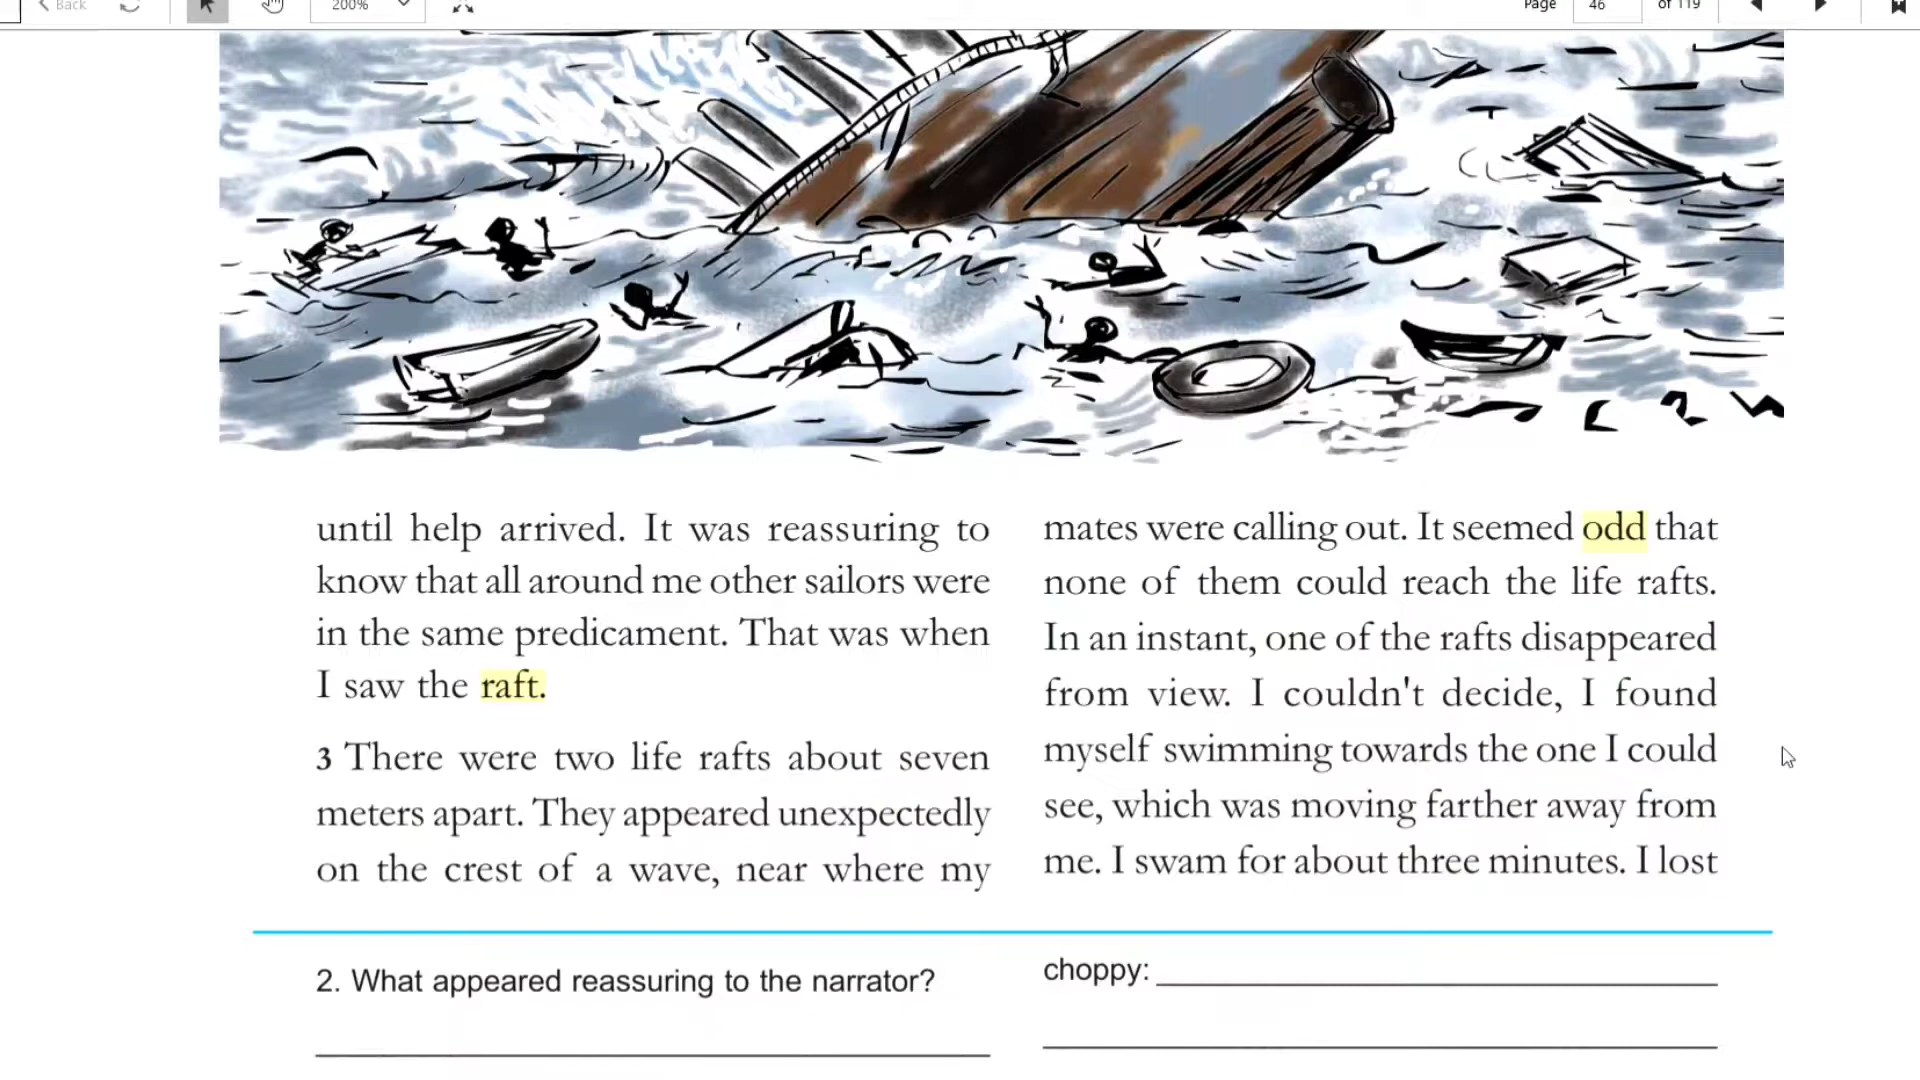 Back
200%
Page
46
of 119
until help arrived. It was reassuring to
know that all around me other sailors were
in the same predicament. That was when
I saw the raft.
3 There were two life rafts about seven
meters apart. They appeared unexpectedly
on the crest of a wave, near where my
mates were calling out. It seemed odd that
none of them could reach the life rafts.
In an instant, one of the rafts disappeared
from view. I couldn't decide, I found
myself swimming towards the one I could
see, which was moving farther away from
me. I swam for about three minutes. I lost
2. What appeared reassuring to the narrator?
choppy: